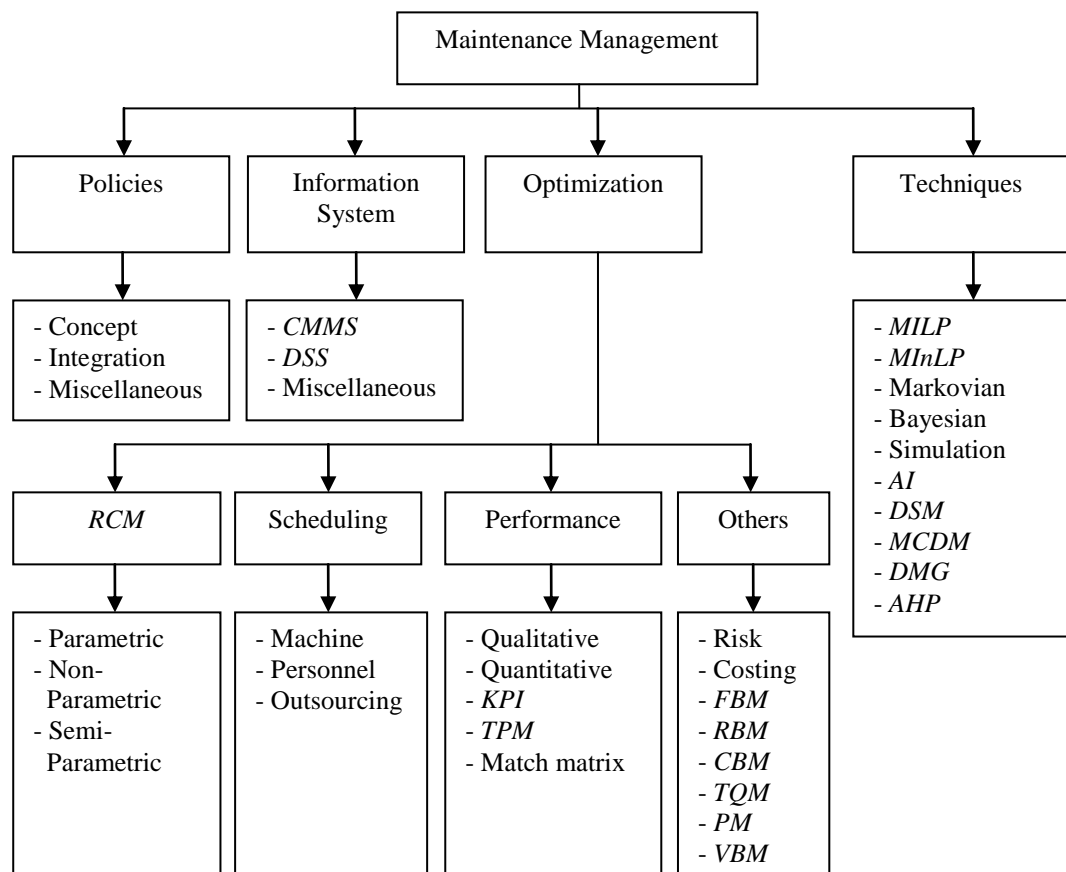 Maintenance Management
Policies
Information
System
Optimization
Techniques
- Concept
- Integration
- Miscellaneous
- CMMS
- DSS
- Miscellaneous
- MILP
- MInLP
- Markovian
- Bayesian
- Simulation
- AI
- DSM
- MCDM
- DMG
- AHP
RCM
Scheduling
Performance
Others
- Parametric
- Non-
Parametric
- Semi-
Parametric
- Machine
- Personnel
- Outsourcing
- Qualitative
- Quantitative
- KPI
- TPM
- Match matrix
- Risk
- Costing
- FBM
- RBM
- CBM
- TQM
- PM
- VBM